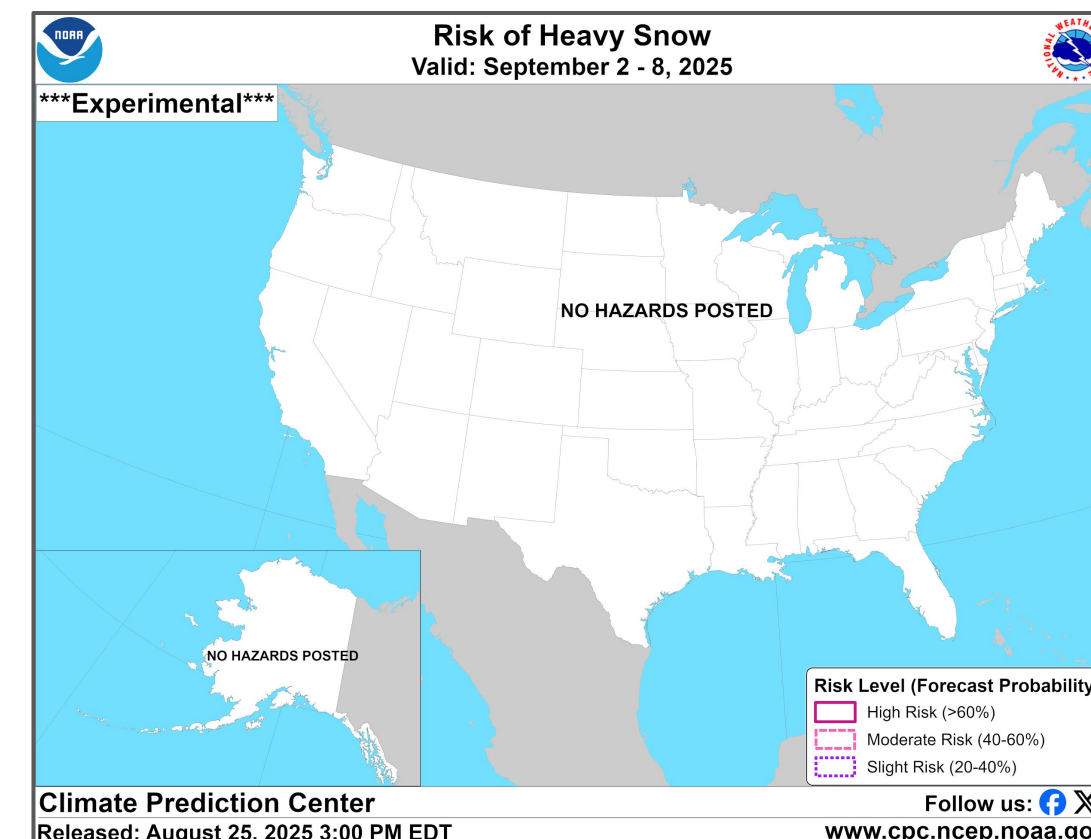 NOAA
Risk of Heavy Snow
Valid: September 2 - 8, 2025
NATIONAL WEATHE
***Experimental***
NO HAZARDS POSTED
NO HAZARDS POSTED
Risk Level (Forecast Probability
High Risk (>60%)
Moderate Risk (40-60%)
Slight Risk (20-40%)
Climate Prediction Center
Follow us:
Released: August 25, 2025 3:00 PM EDT
www.cpc.ncep.noaa.go